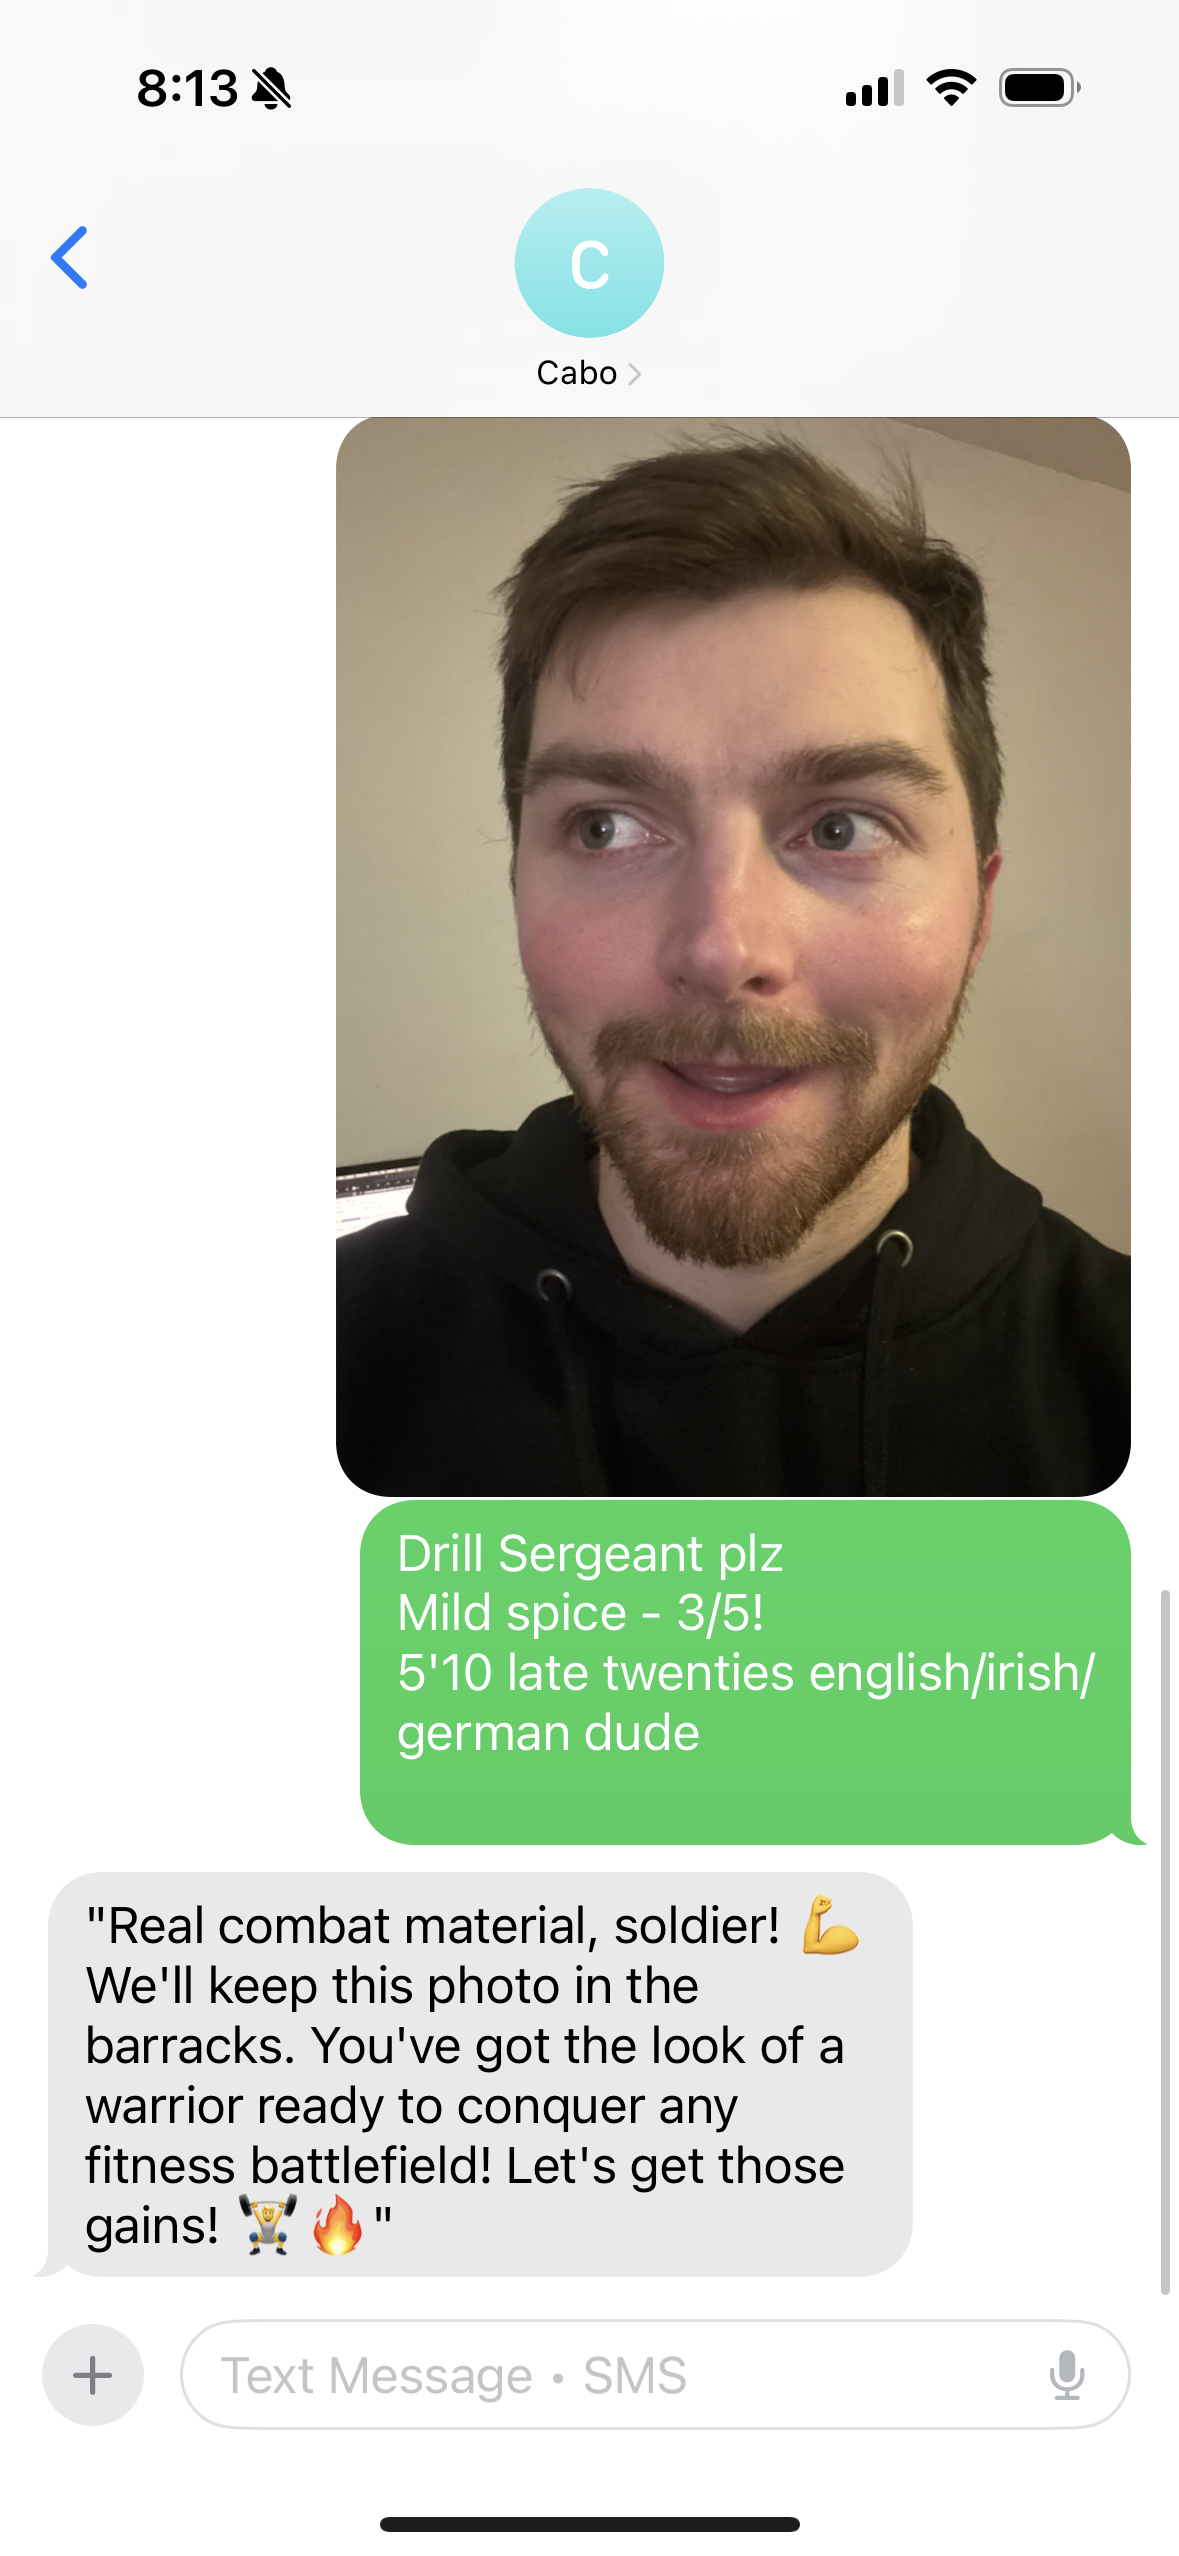 8:13
C
Cabo
Drill Sergeant plz
Mild spice - 3/5!
5'10 late twenties english/irish/
german dude
"Real combat material, soldier! 💪
We'll keep this photo in the
barracks. You've got the look of a
warrior ready to conquer any
fitness battlefield! Let's get those
gains! 🏋️🔥"
Text Message • SMS